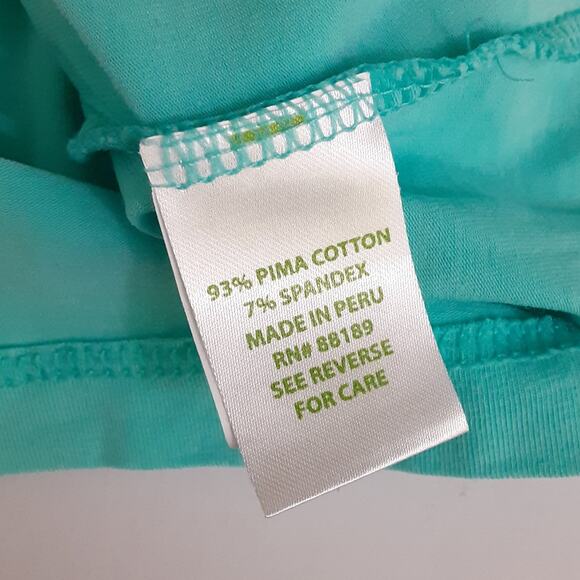 93% PIMA COTTON
7% SPANDEX
MADE IN PERU
RN# 88189
SEE REVERSE
FOR CARE